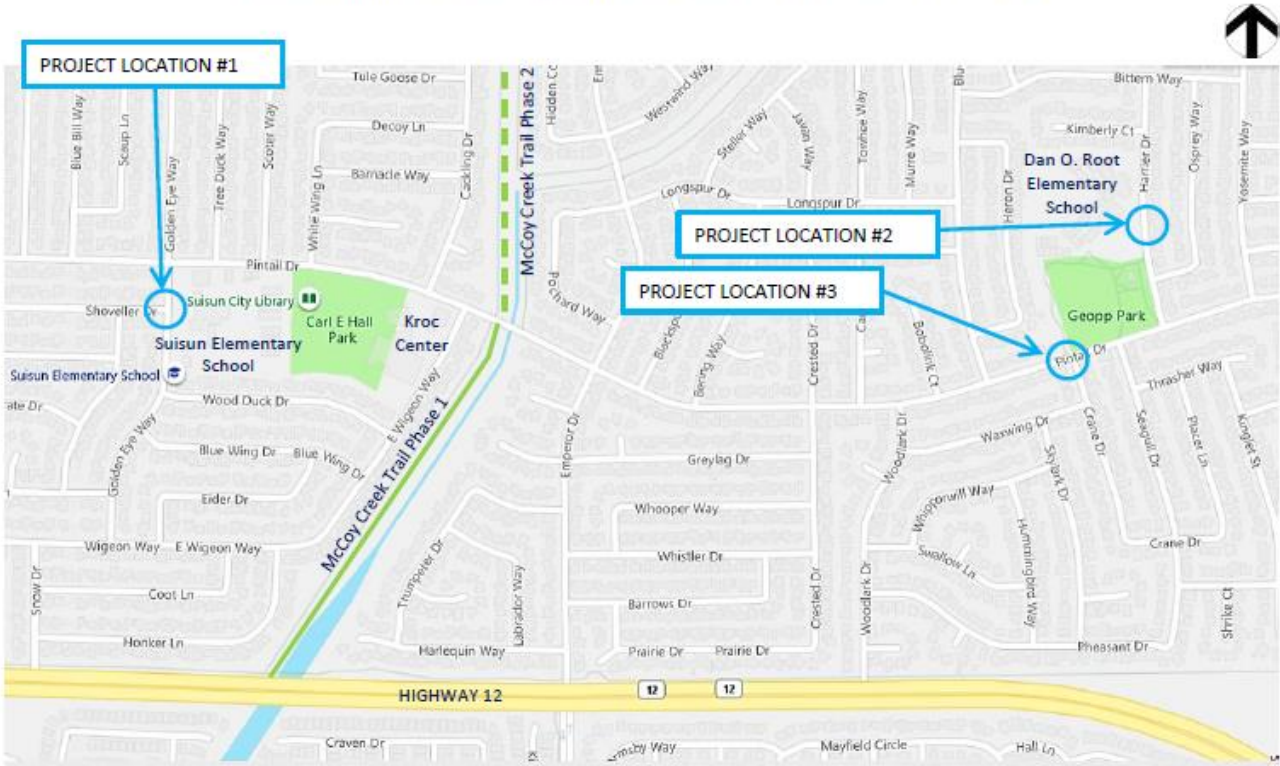 PROJECT LOCATION #1
Tule Goose Dr
McCoy Creek Trail Phase 2
Westwind Way
Bittern Way
Blue Bill Way
Scaup Ln
Golden Eye Way
Tree Duck Way
Scoter Way
Decoy Ln
Barnacle Way
White Wing Ln
Cackling Dr
Steller Way
Towhee Way
Murre Way
Kimberly Ct
Harrier Dr
Osprey Way
Yosemite Way
Dan O. Root
Elementary
School
Heron Dr
Longspur Dr
Longspur Dr
PROJECT LOCATION #2
Pintail Dr
PROJECT LOCATION #3
Suisun City Library
Shoveller Dr
Carl E Hall
Park
Kroc
Center
Pochard Way
Geopp Park
Suisun Elementary
School
Suisun Elementary School
Bering Way
Crested Dr
Bobolink Ct
Pintail Dr
Thrasher Way
Wood Duck Dr
E Wigeon Way
McCoy Creek Trail Phase 1
Golden Eye Way
Blue Wing Dr
Blue Wing Dr
Emperor Dr
Greylag Dr
Woodlark Dr
Waxwing Dr
Skylark Dr
Crane Dr
Seagull Dr
Placer Ln
Kinglet St
Eider Dr
Whooper Way
Whipporwill Way
Wigeon Way
E Wigeon Way
Whistler Dr
Swallow Ln
Hummingbird Way
Crane Dr
Snow Dr
Coot Ln
Trumpeter Dr
Labrador Way
Barrows Dr
Crested Dr
Woodlark Dr
Shrike Ct
Honker Ln
Harlequin Way
Prairie Dr
Prairie Dr
Pheasant Dr
HIGHWAY 12
12
12
Craven Dr
Mayfield Circle
Hall Ln